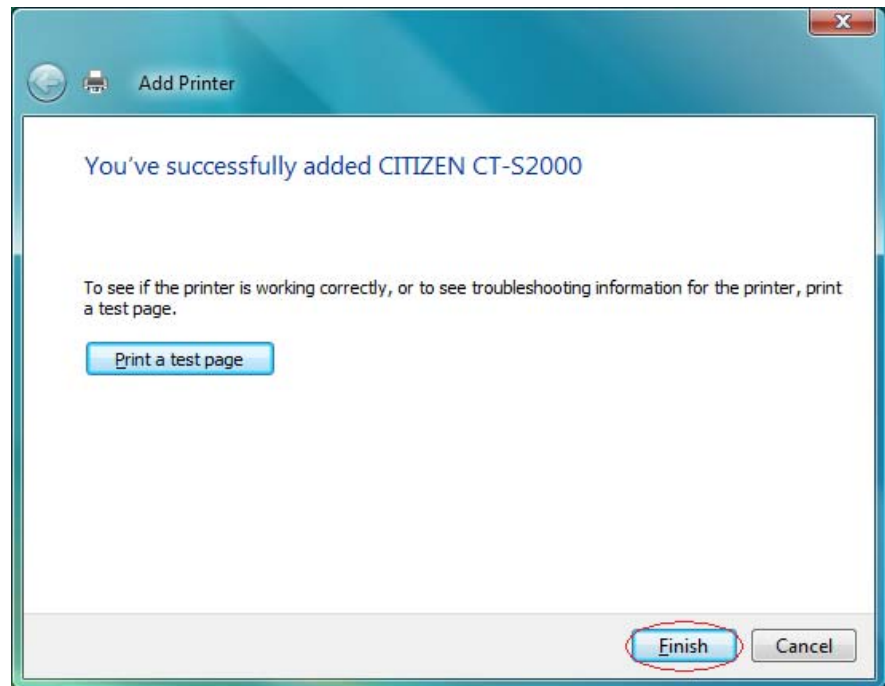 Add Printer
You've successfully added CITIZEN CT-S2000
To see if the printer is working correctly, or to see troubleshooting information for the printer, print
a test page.
Print a test page
Finish Cancel